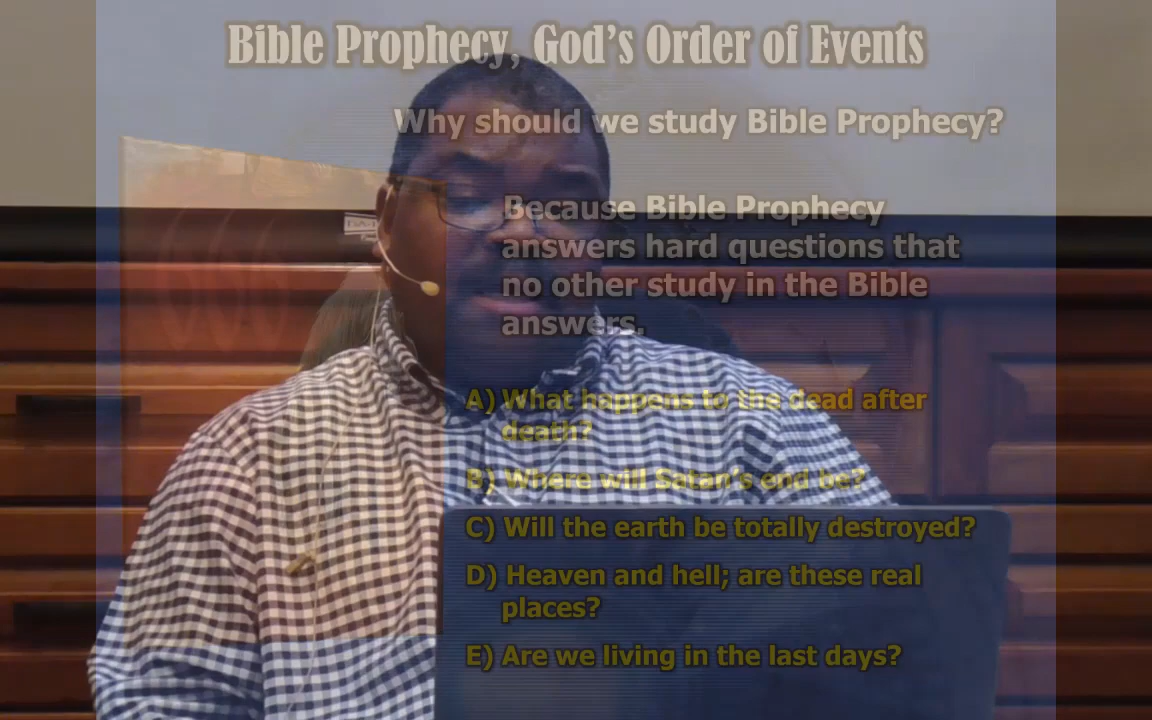 Bible Prophecy, God's Order of Events
Why should we study Bible Prophecy?
Because Bible Prophecy
answers hard questions that
no other study in the Bible
answers.
A) What happens to the dead after
death?
B) Where will Satan's end be?
C) Will the earth be totally destroyed?
D) Heaven and hell; are these real
places?
E) Are we living in the last days?